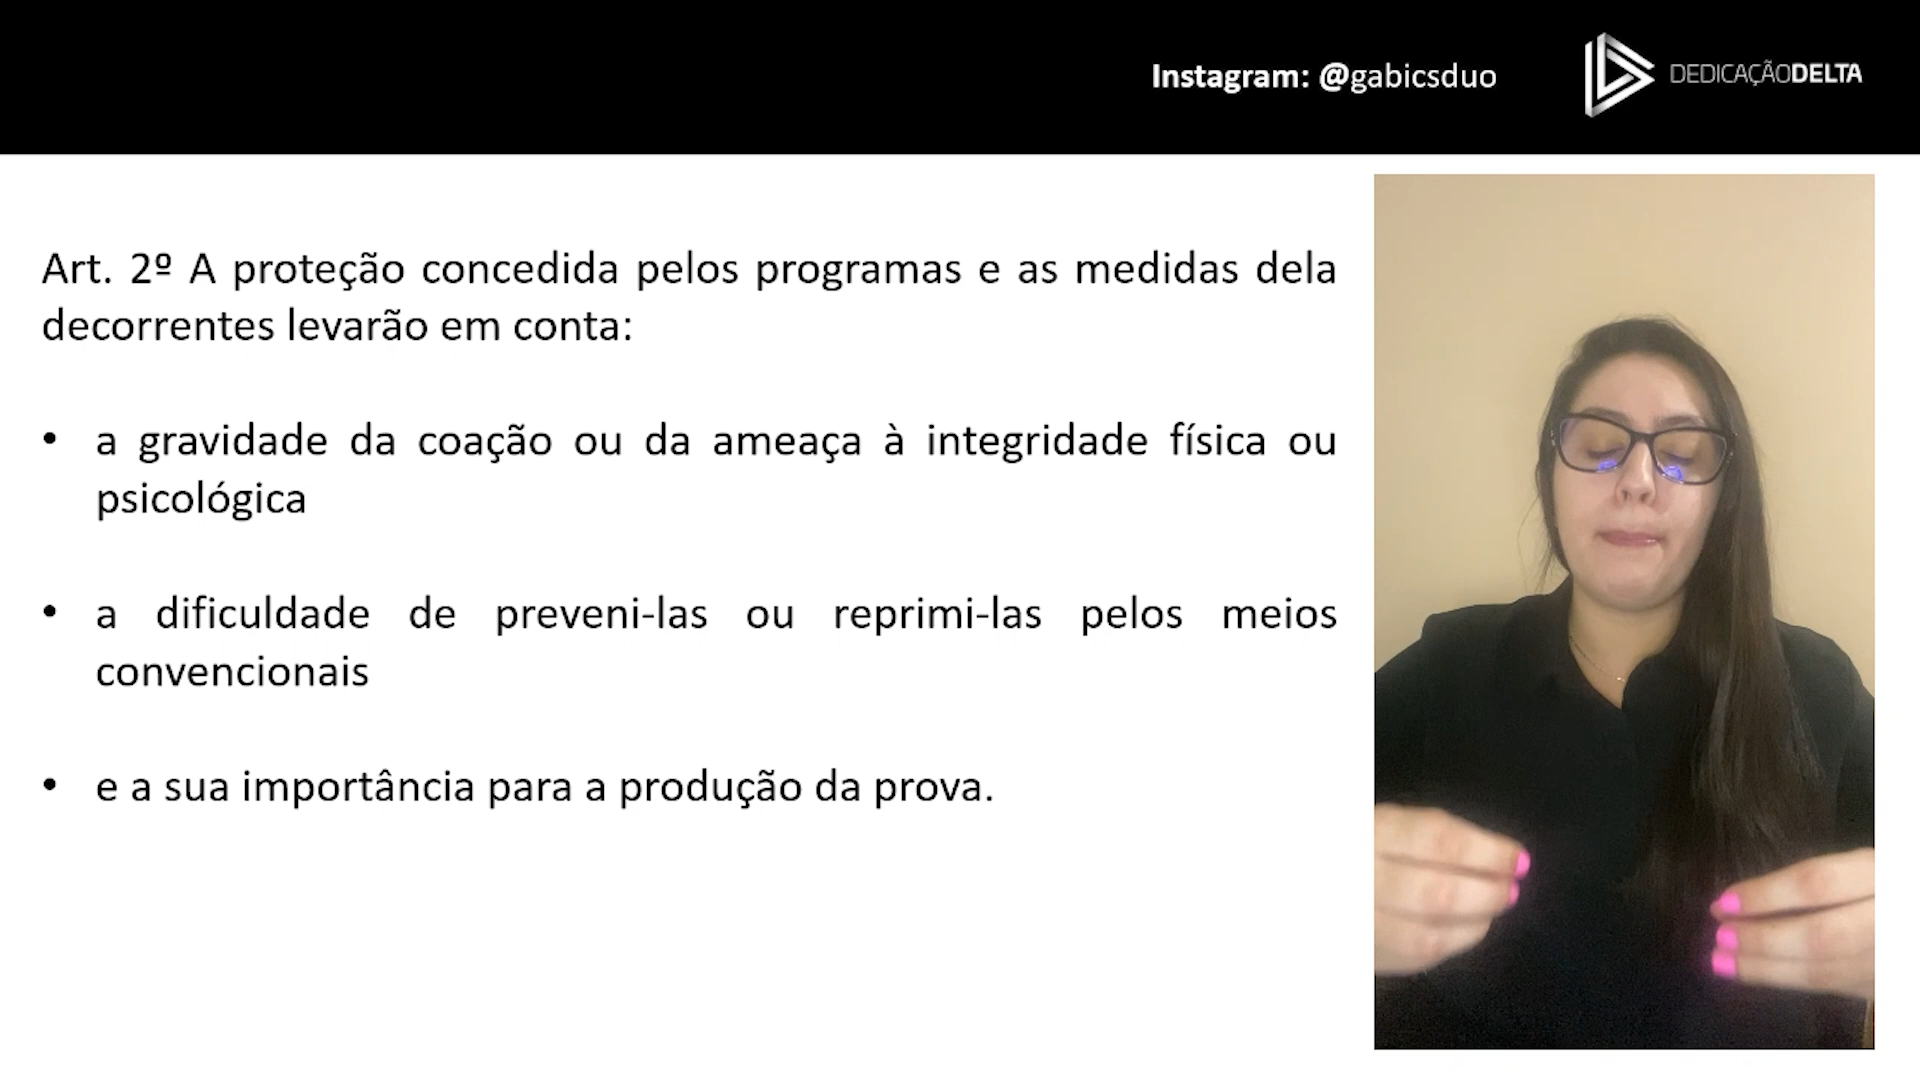 Instagram: @gabicsduo
DEDICAÇÃODELTA
Art. 2º A proteção concedida pelos programas e as medidas dela
decorrentes levarão em conta:
• a gravidade da coação ou da ameaça à integridade física ou
psicológica
• a dificuldade de preveni-las ou reprimi-las pelos meios
convencionais
• e a sua importância para a produção da prova.